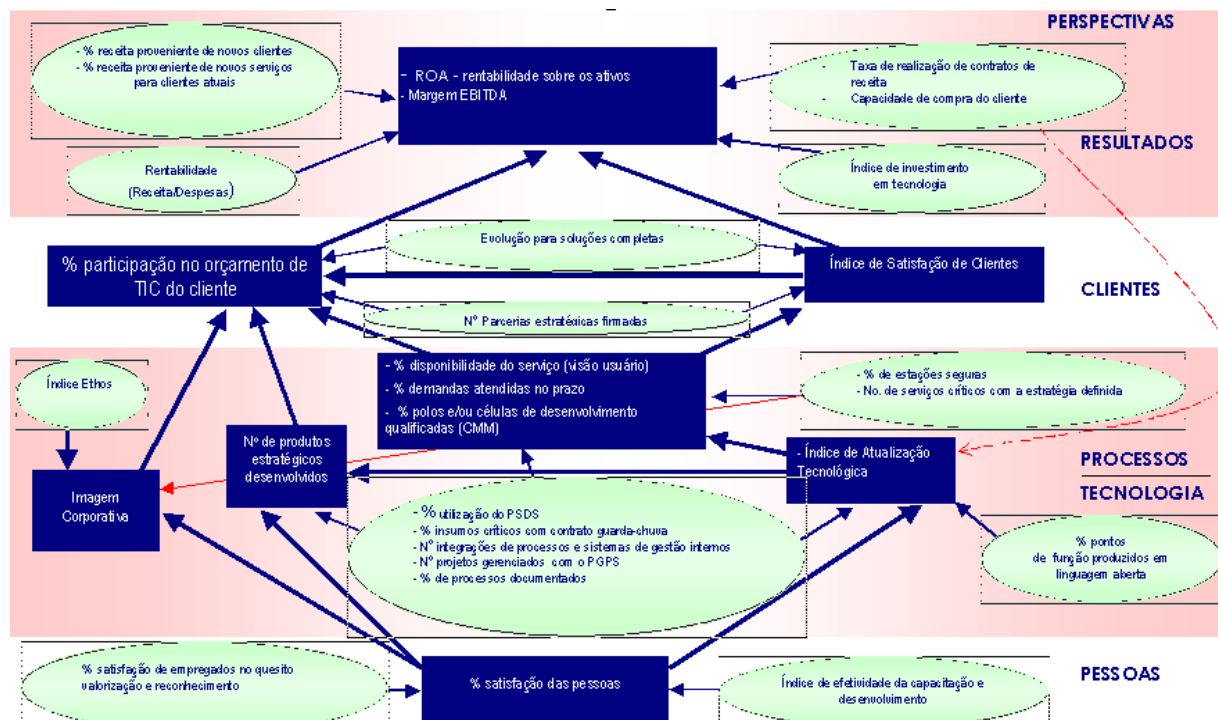 PERSPECTIVAS
- % receita proveniente de novos clientes
- % receita proveniente de novos serviços
para clientes atuais
- ROA - rentabilidade sobre os ativos
- Margem EBITDA
- Taxa de realização de contratos de
receita
- Capacidade de compra do cliente
RESULTADOS
Rentabilidade
(Receita/Despesas)
Índice de investimento
em tecnologia
Evolução para soluções completas
% participação no orçamento de
TIC do cliente
Índice de Satisfação de Clientes
CLIENTES
Nº Parcerias estratégicas firmadas
- % disponibilidade do serviço (visão usuário)
- % demandas atendidas no prazo
- % polos e/ou células de desenvolvimento
qualificadas (CMM)
- % de estações seguras
- No. de serviços críticos com a estratégia definida
Índice Ethos
Nº de produtos
estratégicos
desenvolvidos
- Índice de Atualização
Tecnológica
PROCESSOS
TECNOLOGIA
Imagem
Corporativa
- % utilização do PSDS
- % insumos críticos com contrato guarda-chuva
- Nº integrações de processos e sistemas de gestão internos
- Nº projetos gerenciados com o PGPS
- % de processos documentados
% pontos
de função produzidos em
linguagem aberta
% satisfação de empregados no quesito
valorização e reconhecimento
% satisfação das pessoas
Índice de efetividade da capacitação e
desenvolvimento
PESSOAS